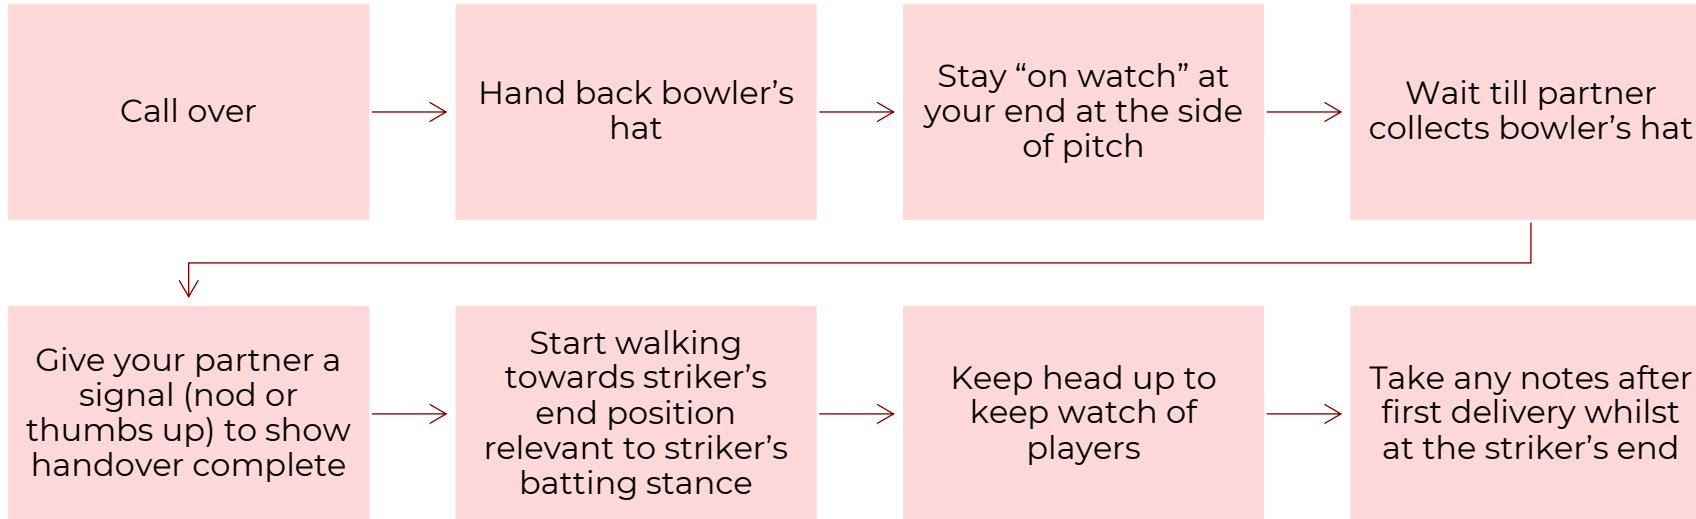 Call over
Hand back bowler’s
hat
Stay “on watch” at
your end at the side
of pitch
Wait till partner
collects bowler’s hat
Give your partner a
signal (nod or
thumbs up) to show
handover complete
Start walking
towards striker’s
end position
relevant to striker’s
batting stance
Keep head up to
keep watch of
players
Take any notes after
first delivery whilst
at the striker’s end